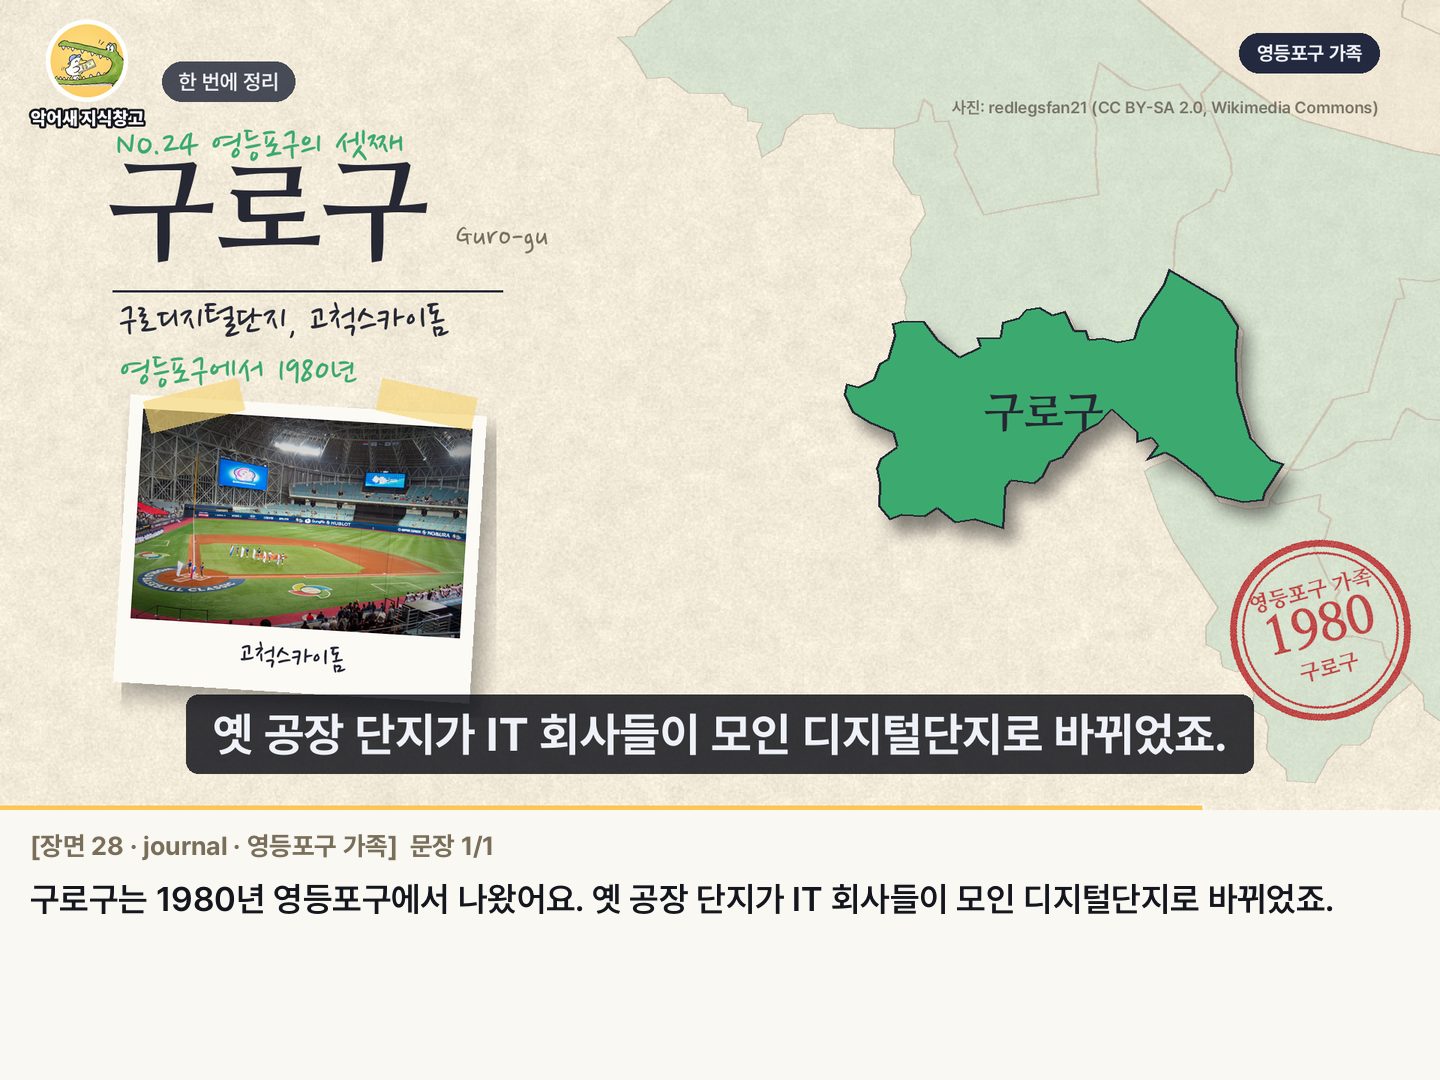 악어새 지식창고
한 번에 정리
영등포구 가족
사진: redlegsfan21 (CC BY-SA 2.0, Wikimedia Commons)
No.24 영등포구의 셋째
구로구
Guro-gu
구로디지털단지, 고척스카이돔
영등포구에서 1980년
구로구
고척스카이돔
영등포구 가족
1980
구로구
옛 공장 단지가 IT 회사들이 모인 디지털단지로 바뀌었죠.
[장면 28 · journal · 영등포구 가족] 문장 1/1
구로구는 1980년 영등포구에서 나왔어요. 옛 공장 단지가 IT 회사들이 모인 디지털단지로 바뀌었죠.